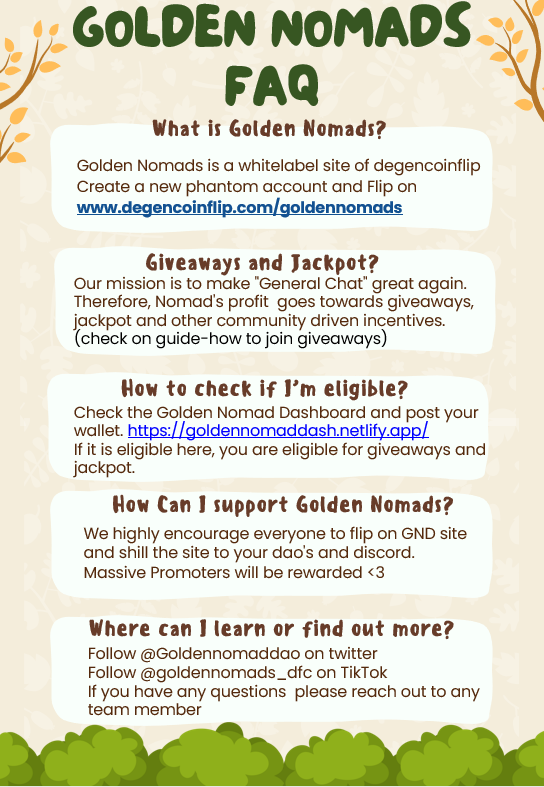 GOLDEN NOMADS
FAQ
What is Golden Nomads?
Golden Nomads is a whitelabel site of degencoinflip
Create a new phantom account and Flip on
www.degencoinflip.com/goldennomads
Giveaways and Jackpot?
Our mission is to make "General Chat" great again.
Therefore, Nomad's profit goes towards giveaways,
jackpot and other community driven incentives.
(check on guide-how to join giveaways)
How to check if I'm eligible?
Check the Golden Nomad Dashboard and post your
wallet. https://goldennomaddash.netlify.app/
If it is eligible here, you are eligible for giveaways and
jackpot.
How Can I support Golden Nomads?
We highly encourage everyone to flip on GND site
and shill the site to your dao's and discord.
Massive Promoters will be rewarded <3
Where can I learn or find out more?
Follow @Goldennomaddao on twitter
Follow @goldennomads_dfc on TikTok
If you have any questions please reach out to any
team member